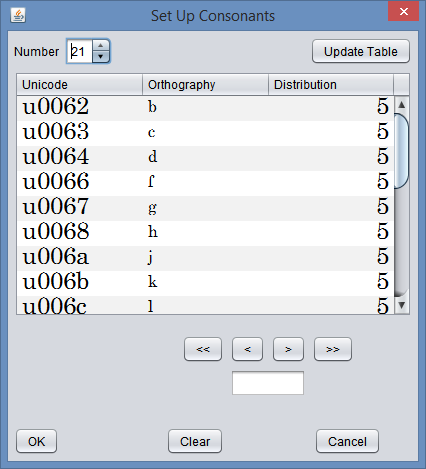 Set Up Consonants
Number 21 Update Table
Unicode Orthography Distribution
u0062 b 5
u0063 c 5
u0064 d 5
u0066 f 5
u0067 g 5
u0068 h 5
u006a j 5
u006b k 5
u006c l 5
<< < > >>
OK Clear Cancel